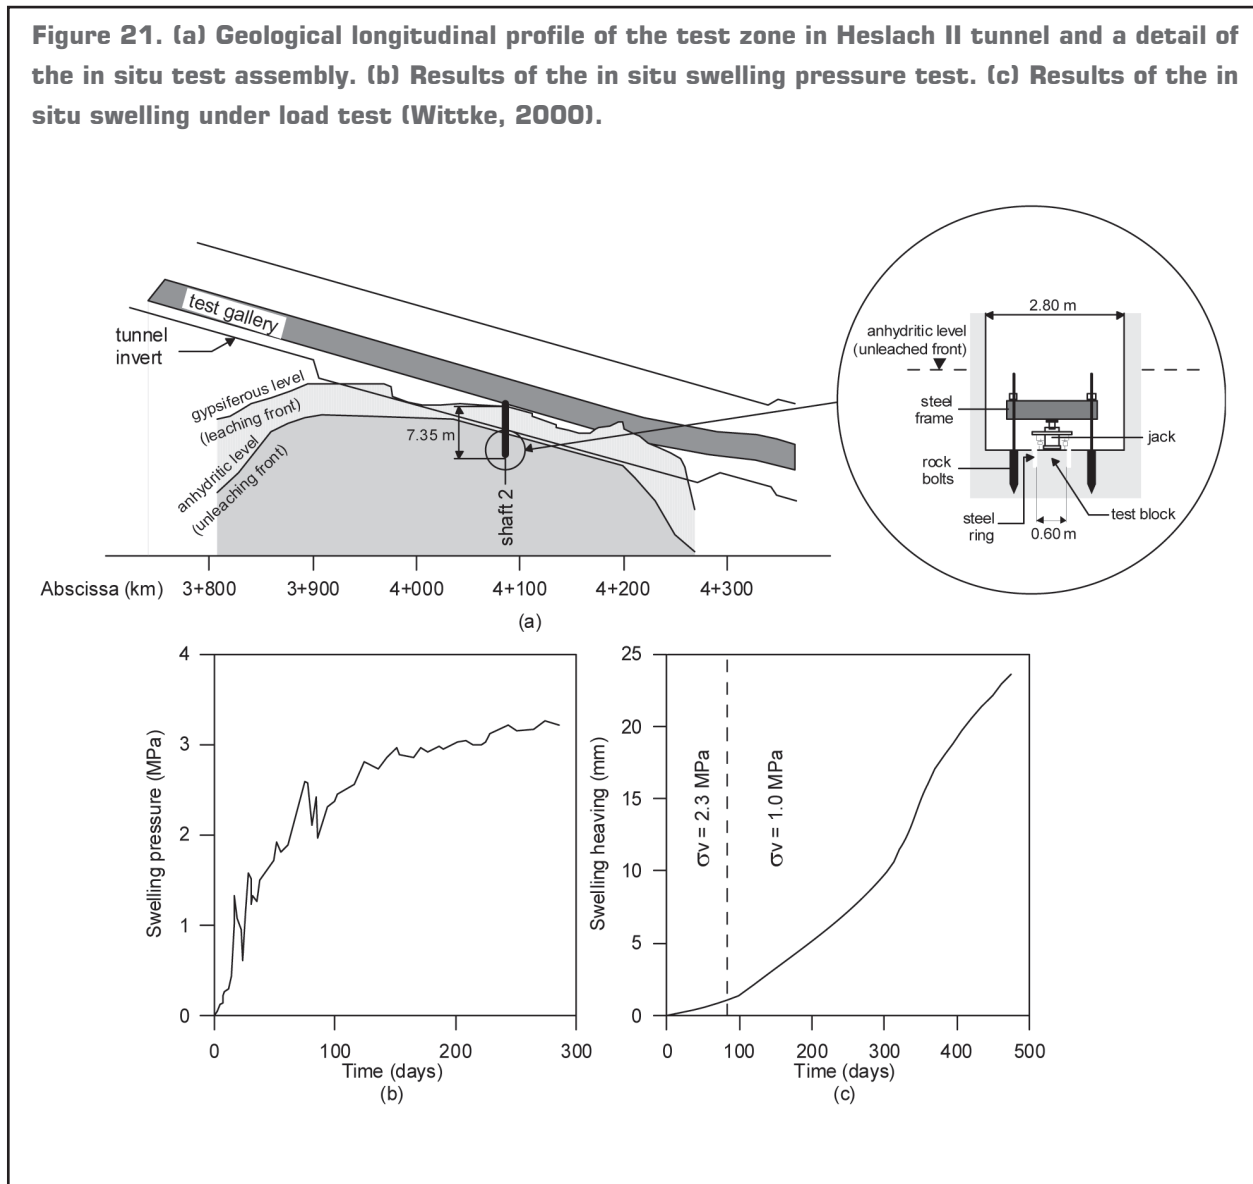 Figure 21. (a) Geological longitudinal profile of the test zone in Heslach II tunnel and a detail of
the in situ test assembly. (b) Results of the in situ swelling pressure test. (c) Results of the in
situ swelling under load test (Wittke, 2000).
test gallery
tunnel
invert
gypsiferous level
(leaching front)
anhydritic level
(unleaching front)
7.35 m
shaft 2
2.80 m
anhydritic level
(unleached front)
steel
frame
jack
rock
bolts
steel
ring
test block
0.60 m
Abscissa (km) 3+800 3+900 4+000 4+100 4+200 4+300
(a)
Swelling pressure (MPa)
4
3
2
1
0
0 100 200 300
Time (days)
(b)
Swelling heaving (mm)
25
20
15
10
5
0
σv = 2.3 MPa
σv = 1.0 MPa
0 100 200 300 400 500
Time (days)
(c)